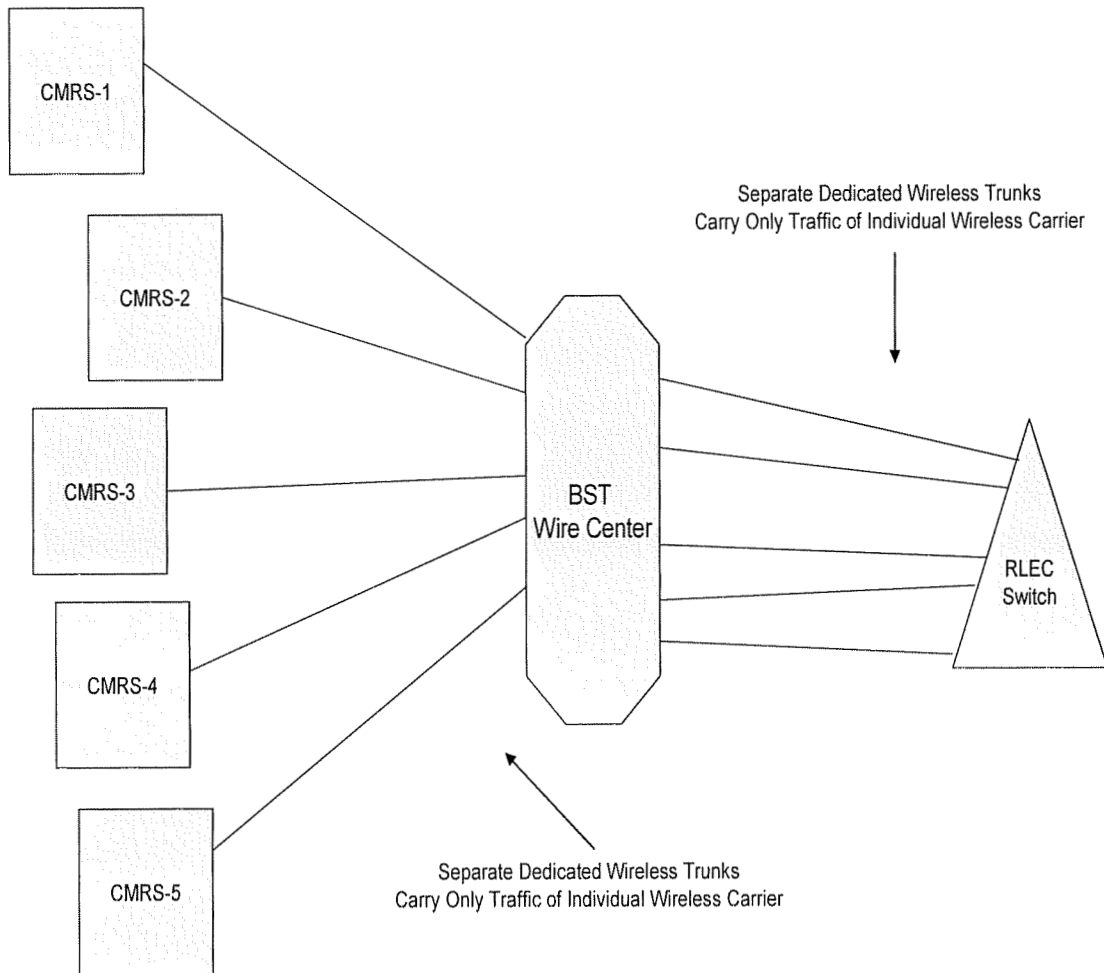 CMRS-1
Separate Dedicated Wireless Trunks
Carry Only Traffic of Individual Wireless Carrier
CMRS-2
CMRS-3
BST
Wire Center
RLEC
Switch
CMRS-4
Separate Dedicated Wireless Trunks
Carry Only Traffic of Individual Wireless Carrier
CMRS-5